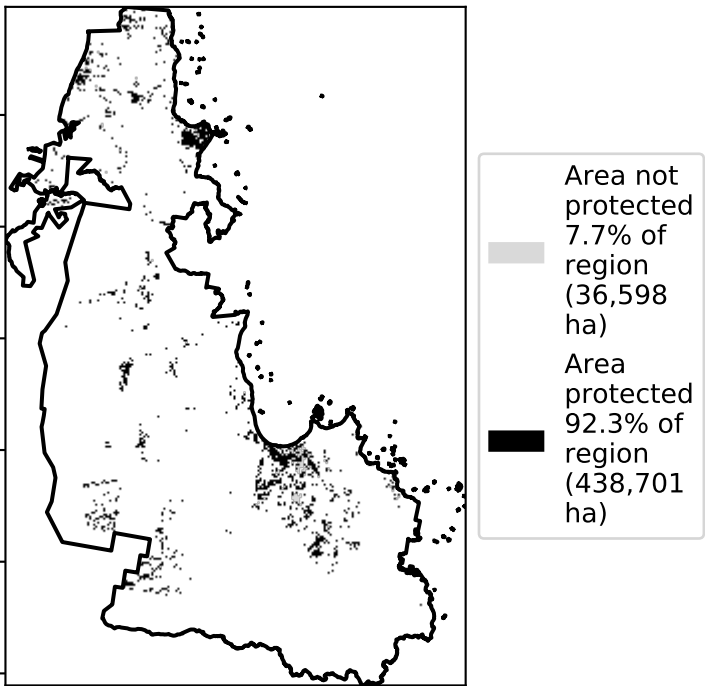 Area not
protected
7.7% of
region
(36,598
ha)
Area
protected
92.3% of
region
(438,701
ha)